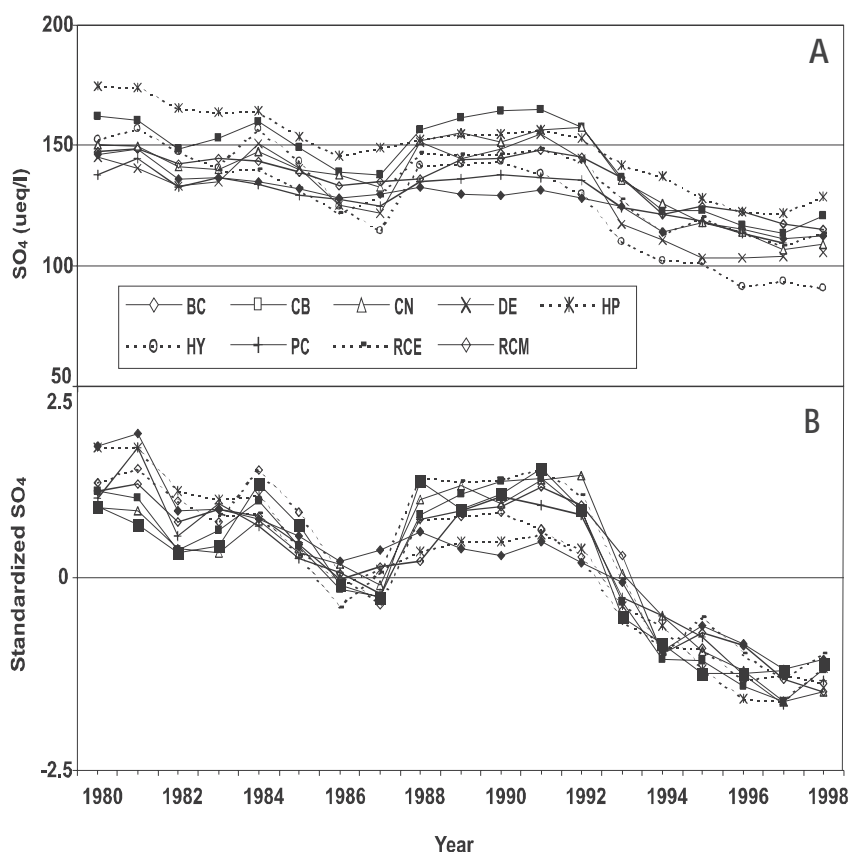 200
A
150
SO₄ (ueq/l)
100
BC CB CN DE HP
HY PC RCE RCM
50
2.5
B
Standardized SO₄
0
-2.5
1980 1982 1984 1986 1988 1990 1992 1994 1996 1998
Year